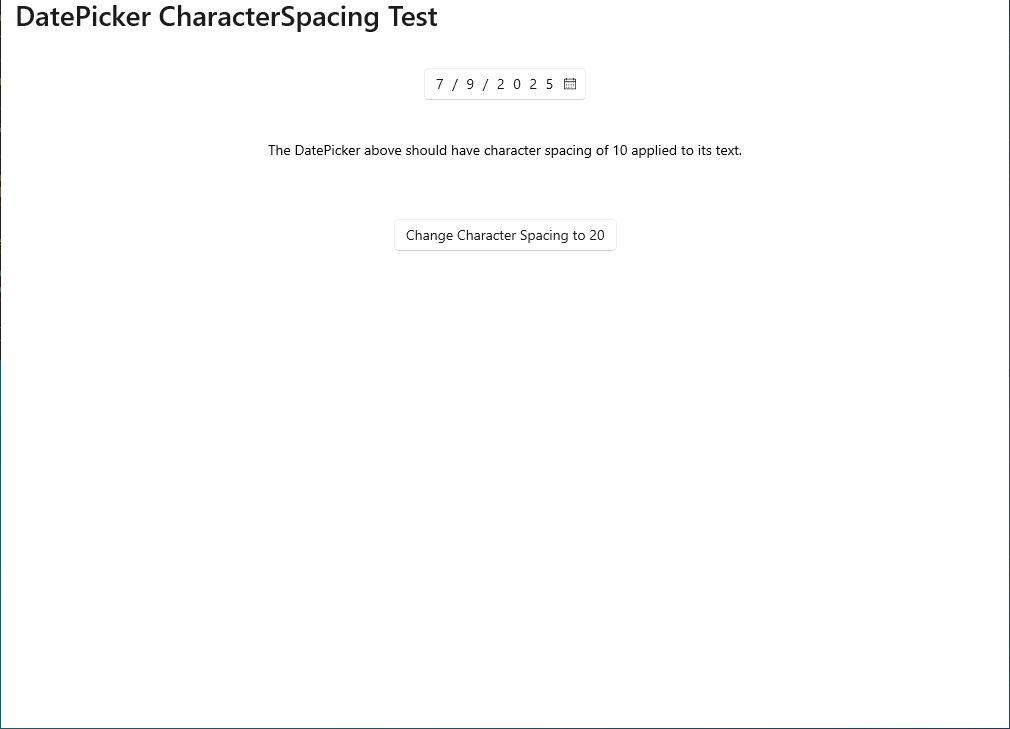 DatePicker CharacterSpacing Test
7 / 9 / 2 0 2 5
The DatePicker above should have character spacing of 10 applied to its text.
Change Character Spacing to 20